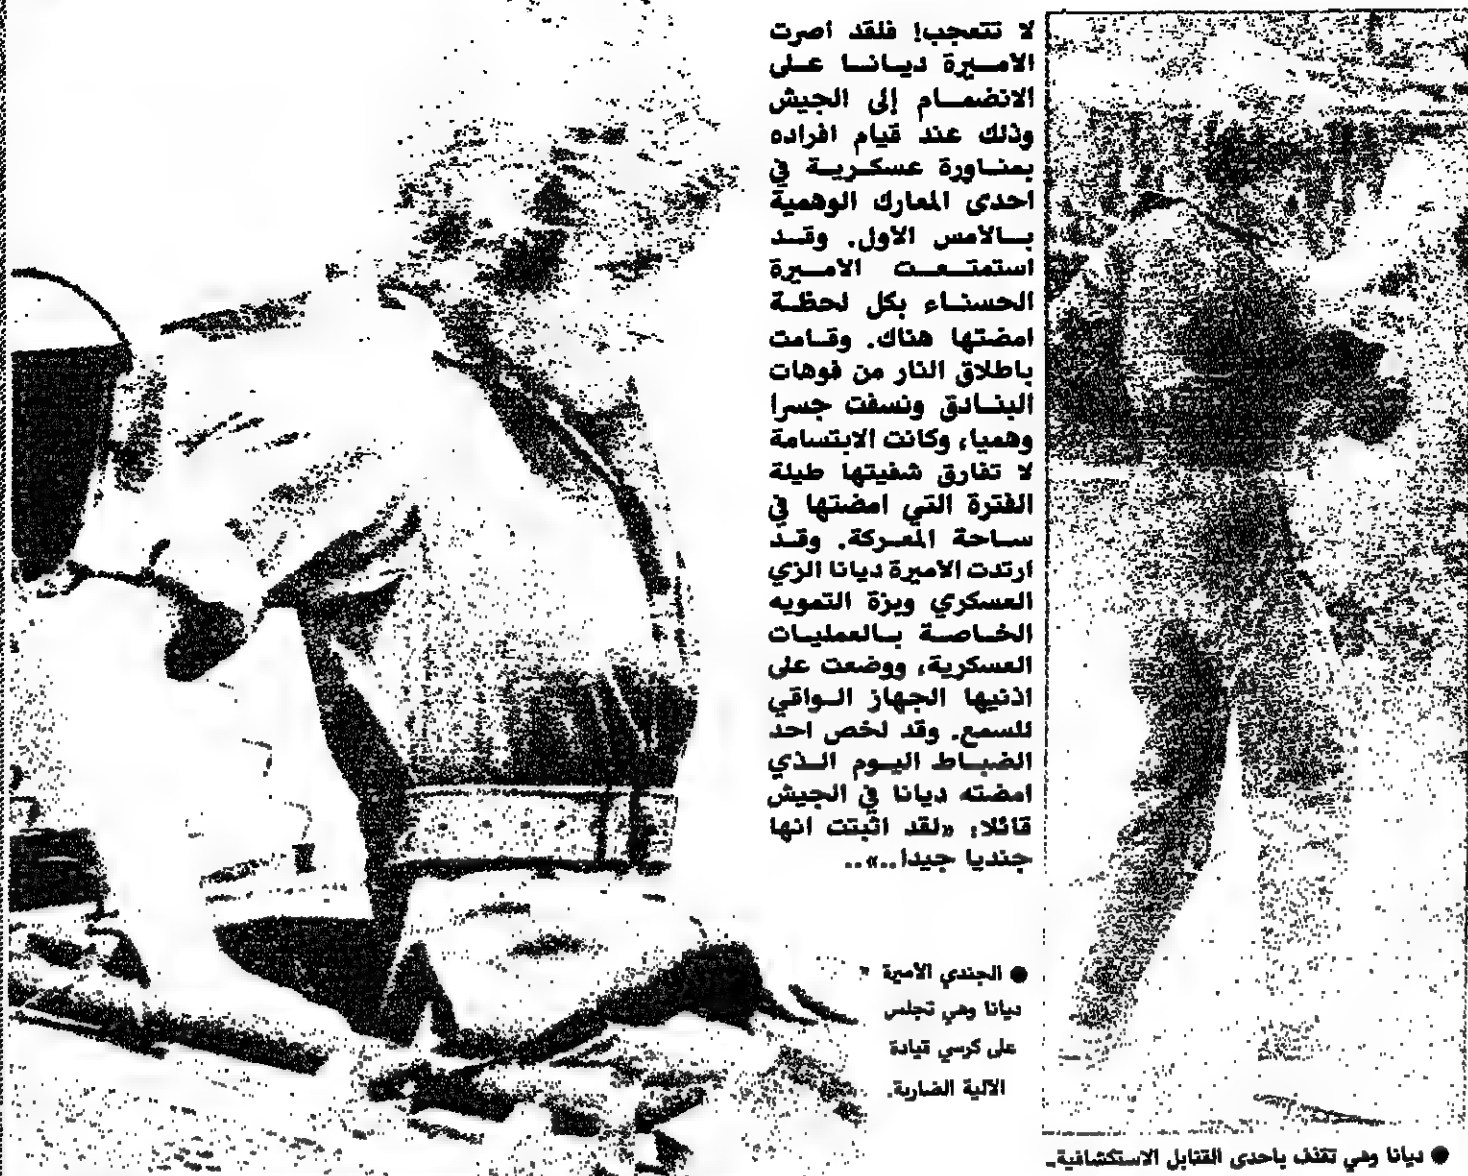 لا تتعجب! فلقد اصرت
الاميرة ديانا على
الانضمام إلى الجيش
وذلك عند قيام افراده
بمناورة عسكرية في
احدى المعارك الوهمية
بالامس الاول. وقد
استمتعت الاميرة
الحسناء بكل لحظة
امضتها هناك. وقامت
باطلاق النار من فوهات
البنادق ونسفت جسرا
وهميا، وكانت الابتسامة
لا تفارق شفيتها طيلة
الفترة التي امضتها في
ساحة المعركة. وقد
ارتدت الاميرة ديانا الزي
العسكري وبزة التمويه
الخاصة بالعمليات
العسكرية، ووضعت على
اذنيها الجهاز الواقي
للسمع. وقد لخص احد
الضباط اليوم الذي
امضته ديانا في الجيش
قائلا: «لقد اثبتت انها
جنديا جيدا..»..
● الجندي الاميرة
ديانا وهي تجلس
على كرسي قيادة
الالية الضاربة.
● ديانا وهي تقذف باحدى القنابل الاستكشافية..